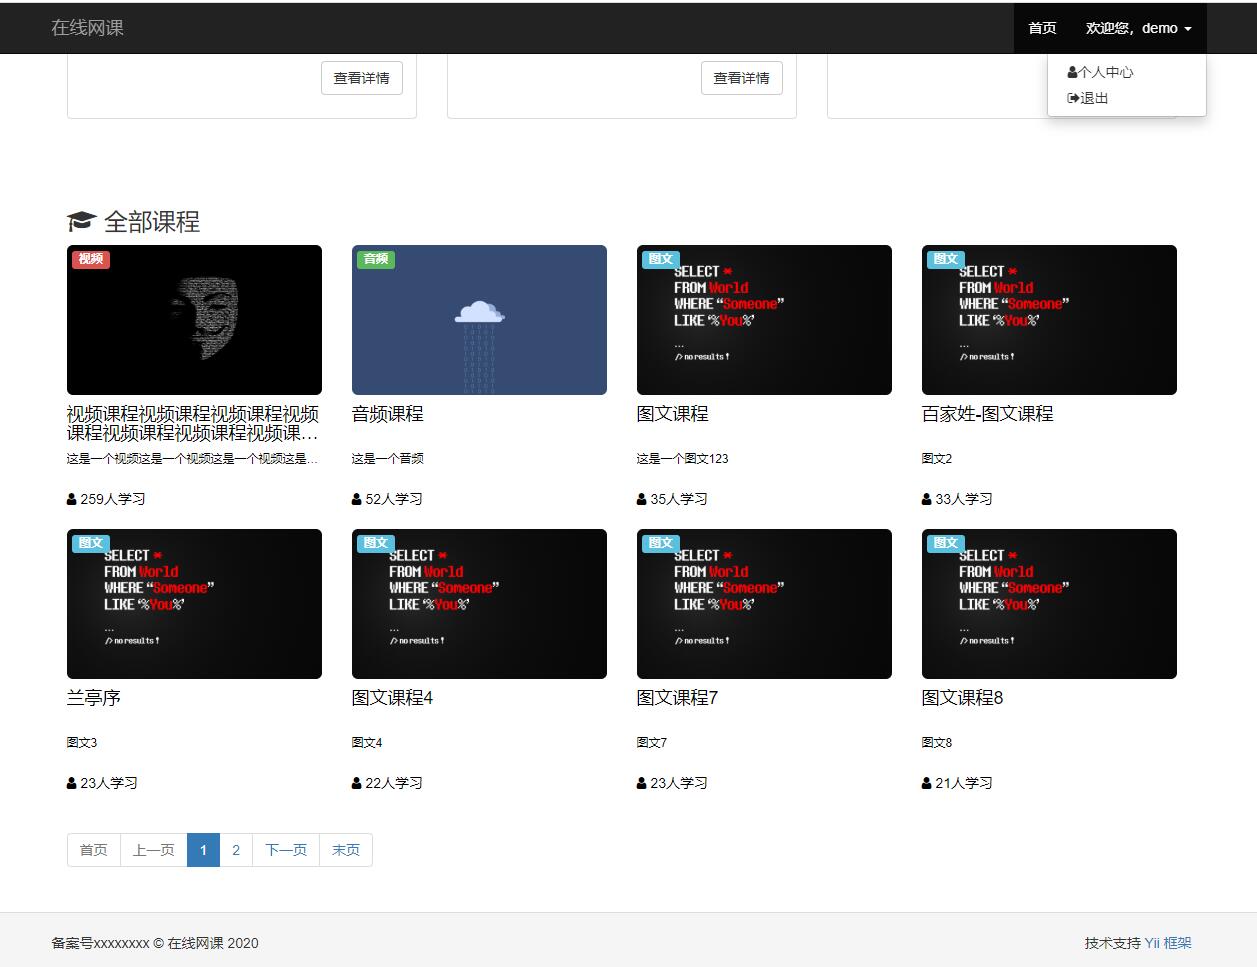 在线网课
首页
欢迎您，demo
个人中心
退出
查看详情
查看详情
全部课程
视频
视频课程视频课程视频课程视频
课程视频课程视频课程视频课...
这是一个视频这是一个视频这是一个视频这是...
259人学习
音频
音频课程
这是一个音频
52人学习
图文
SELECT *
FROM World
WHERE “Someone”
LIKE ‘%You%’
...
/> no results !
图文课程
这是一个图文123
35人学习
图文
SELECT *
FROM World
WHERE “Someone”
LIKE ‘%You%’
...
/> no results !
百家姓-图文课程
图文2
33人学习
图文
SELECT *
FROM World
WHERE “Someone”
LIKE ‘%You%’
...
/> no results !
兰亭序
图文3
23人学习
图文
SELECT *
FROM World
WHERE “Someone”
LIKE ‘%You%’
...
/> no results !
图文课程4
图文4
22人学习
图文
SELECT *
FROM World
WHERE “Someone”
LIKE ‘%You%’
...
/> no results !
图文课程7
图文7
23人学习
图文
SELECT *
FROM World
WHERE “Someone”
LIKE ‘%You%’
...
/> no results !
图文课程8
图文8
21人学习
首页 上一页 1 2 下一页 末页
备案号xxxxxxxx © 在线网课 2020
技术支持 Yii 框架